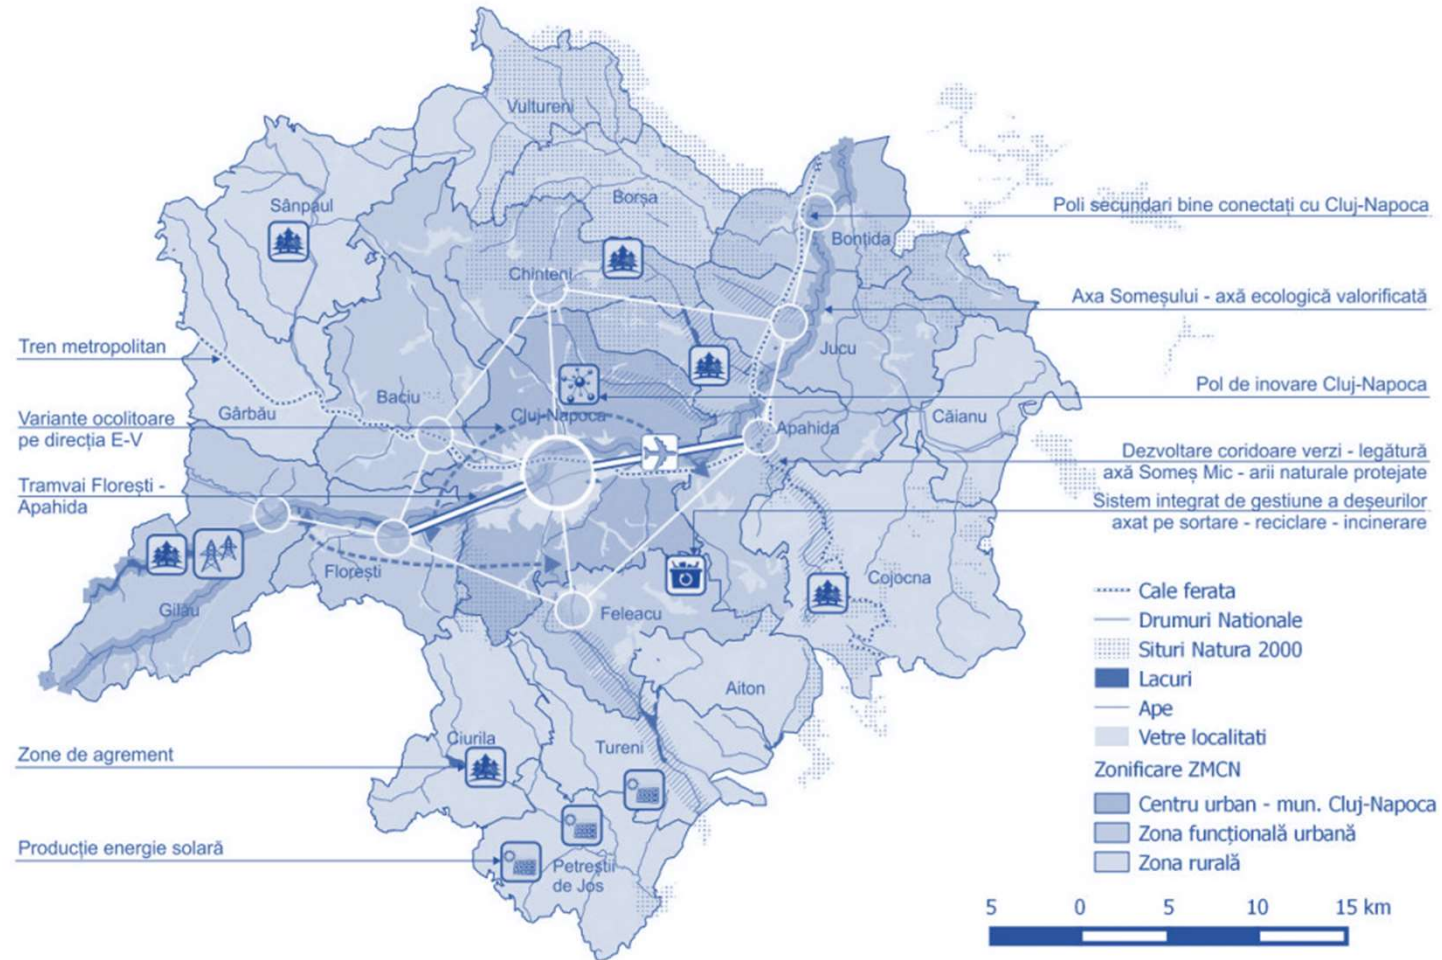 Vultureni
Sânpaul
Borșa
Bonțida
Chinteni
Jucu
Baciu
Gârbău
Cluj-Napoca
Apahida
Căianu
Florești
Gilău
Feleacu
Cojocna
Aiton
Ciurila
Tureni
Petreștii
de Jos
Tren metropolitan
Variante ocolitoare
pe direcția E-V
Tramvai Florești -
Apahida
Zone de agrement
Producție energie solară
Poli secundari bine conectați cu Cluj-Napoca
Axa Someșului - axă ecologică valorificată
Pol de inovare Cluj-Napoca
Dezvoltare coridoare verzi - legătură
axă Someș Mic - arii naturale protejate
Sistem integrat de gestiune a deșeurilor
axat pe sortare - reciclare - incinerare
Cale ferata
Drumuri Nationale
Situri Natura 2000
Lacuri
Ape
Vetre localitati
Zonificare ZMCN
Centru urban - mun. Cluj-Napoca
Zona funcțională urbană
Zona rurală
5 0 5 10 15 km